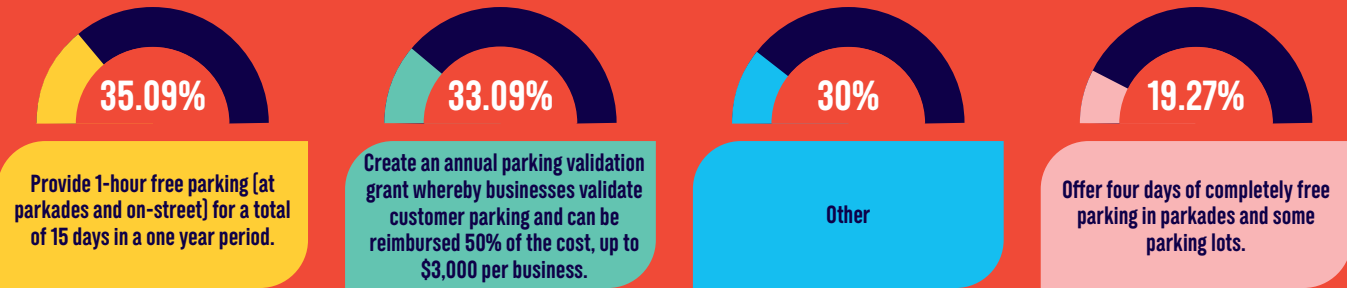 35.09%
33.09%
30%
19.27%
Provide 1-hour free parking (at
parkades and on-street) for a total
of 15 days in a one year period.
Create an annual parking validation
grant whereby businesses validate
customer parking and can be
reimbursed 50% of the cost, up to
$3,000 per business.
Other
Offer four days of completely free
parking in parkades and some
parking lots.